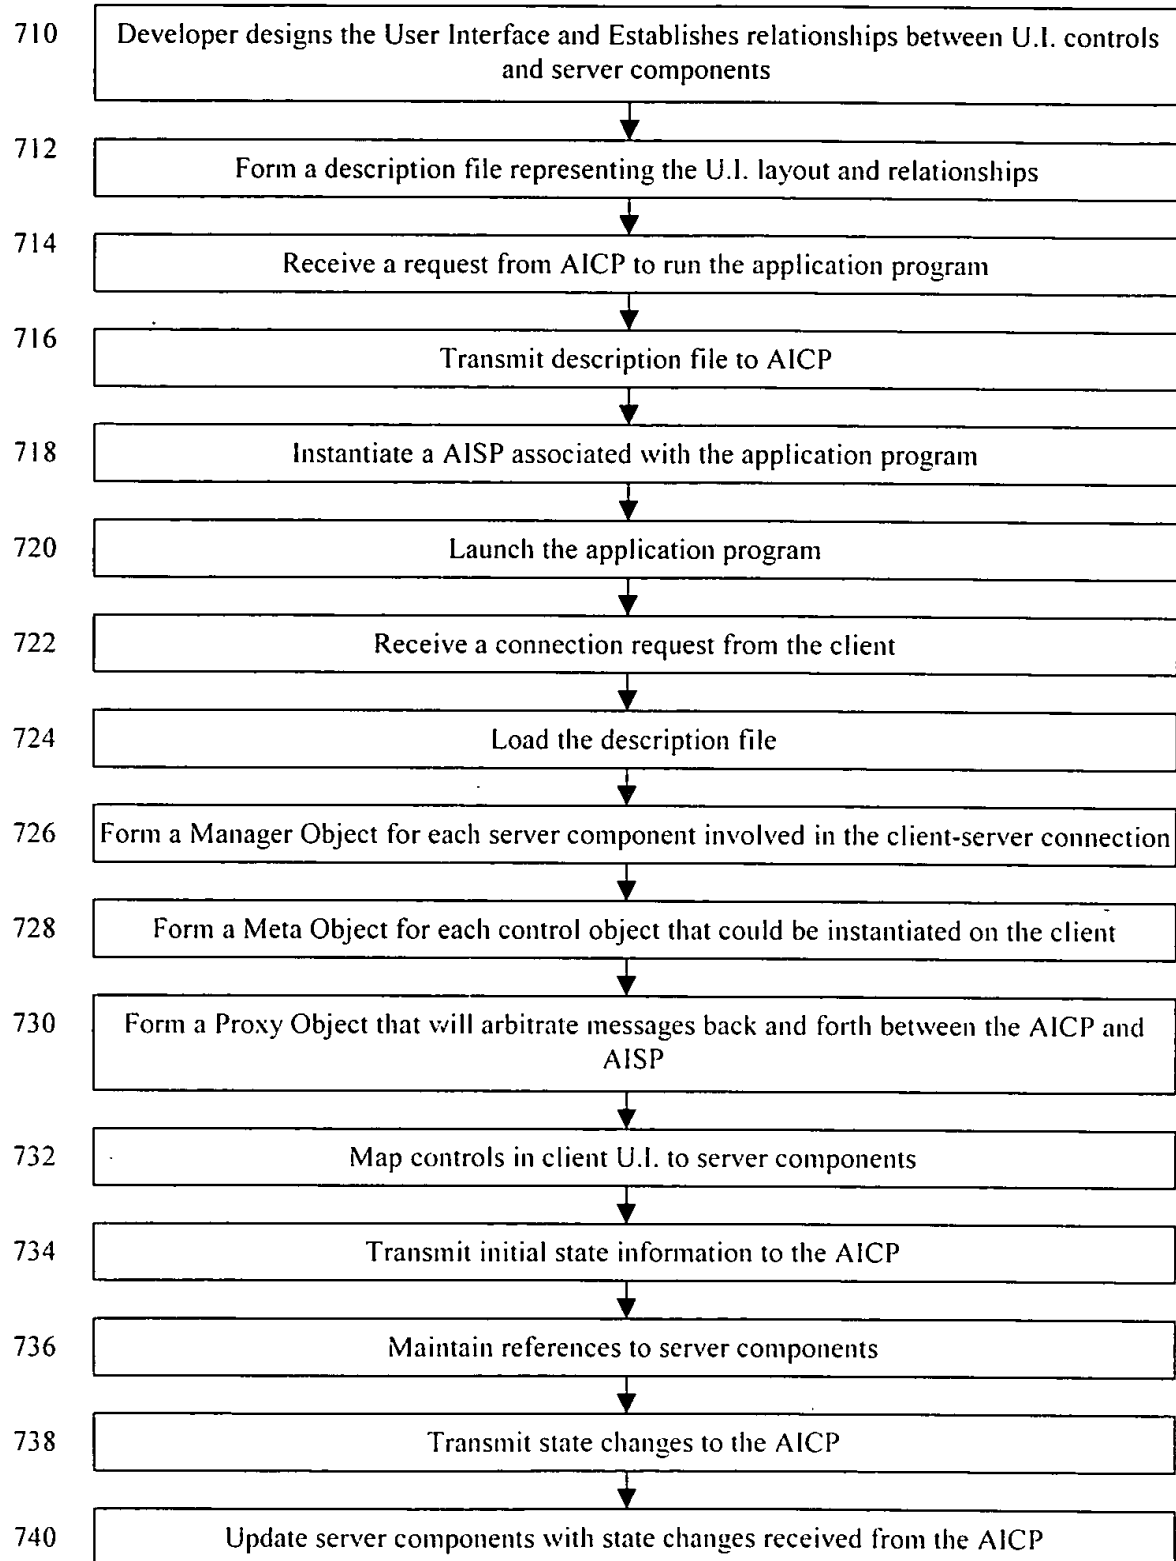 710
Developer designs the User Interface and Establishes relationships between U.I. controls
and server components
712
Form a description file representing the U.I. layout and relationships
714
Receive a request from AICP to run the application program
716
Transmit description file to AICP
718
Instantiate a AISP associated with the application program
720
Launch the application program
722
Receive a connection request from the client
724
Load the description file
726
Form a Manager Object for each server component involved in the client-server connection
728
Form a Meta Object for each control object that could be instantiated on the client
730
Form a Proxy Object that will arbitrate messages back and forth between the AICP and
AISP
732
Map controls in client U.I. to server components
734
Transmit initial state information to the AICP
736
Maintain references to server components
738
Transmit state changes to the AICP
740
Update server components with state changes received from the AICP